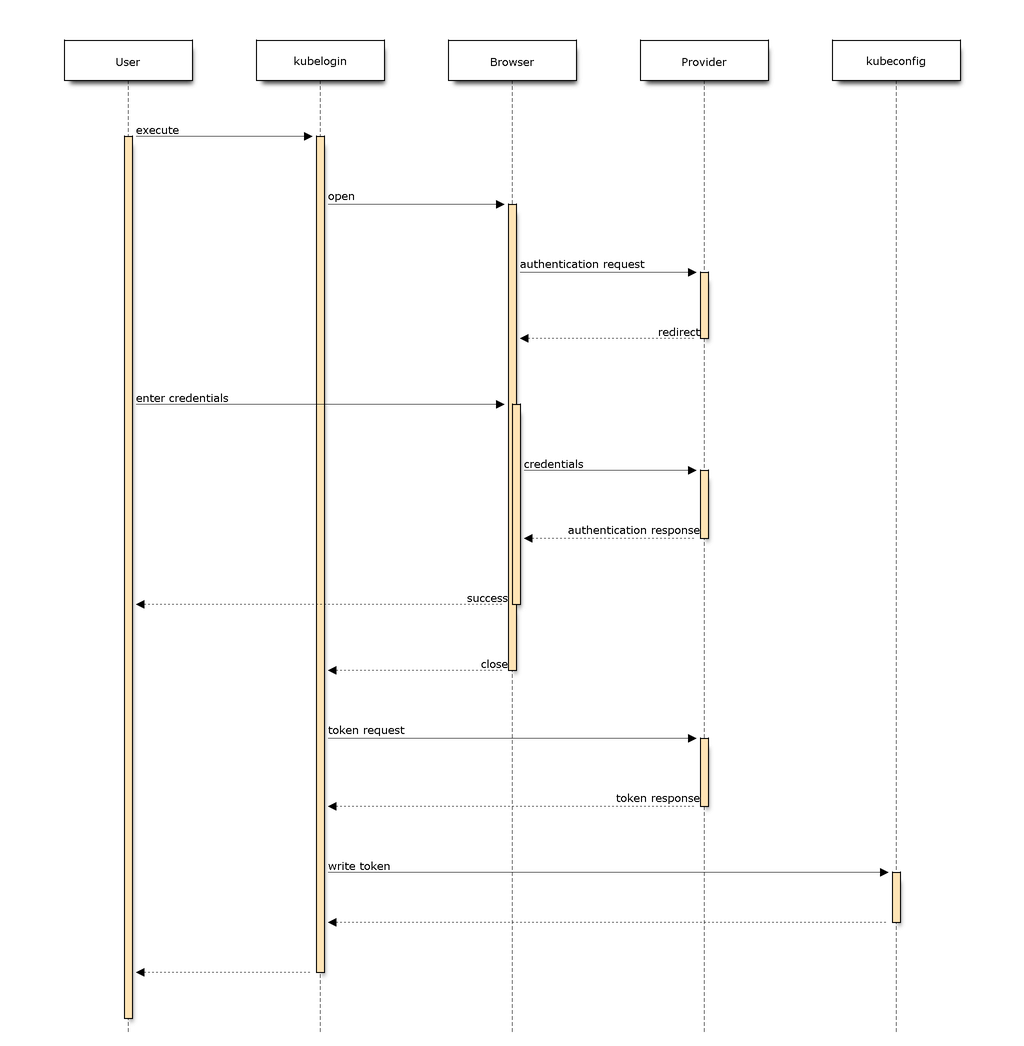 User
kubelogin
Browser
Provider
kubeconfig
execute
open
authentication request
redirect
enter credentials
credentials
authentication response
success
close
token request
token response
write token